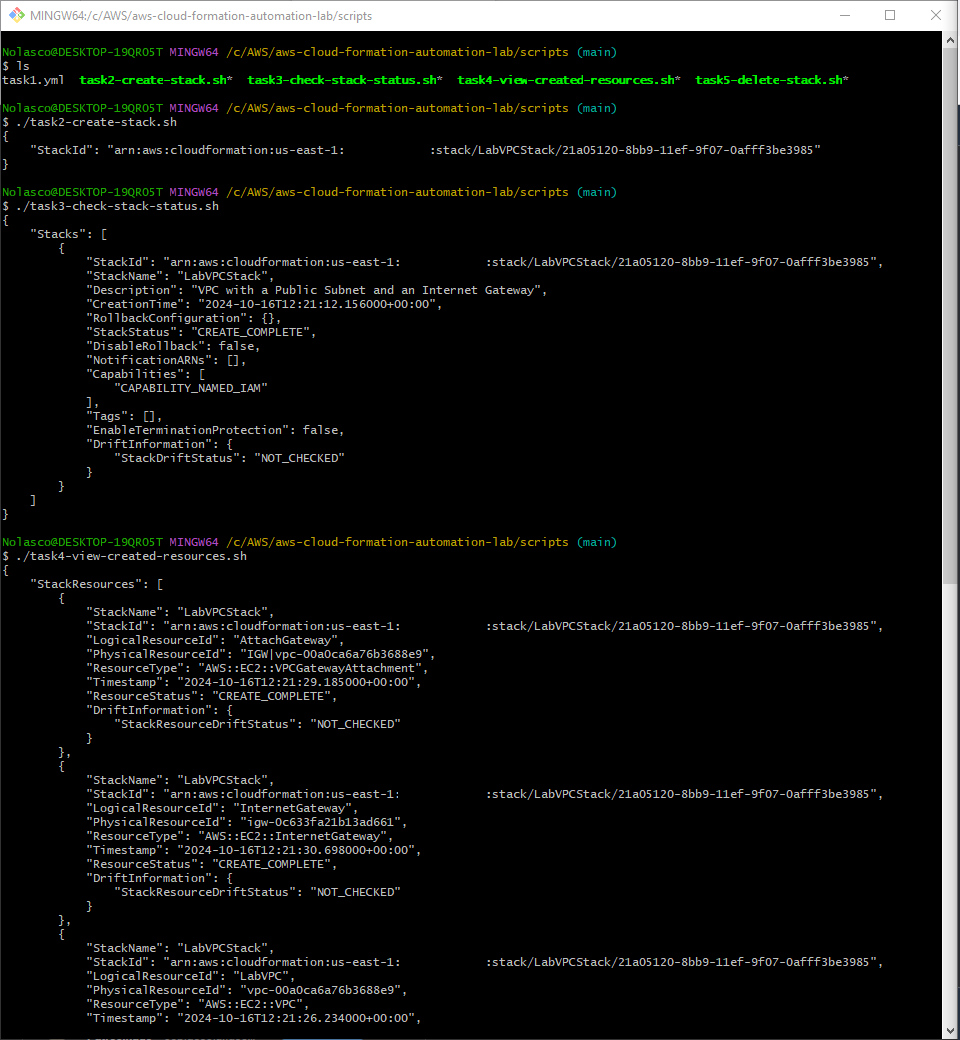 MINGW64:/c/AWS/aws-cloud-formation-automation-lab/scripts
Nolasco@DESKTOP-19QRO5T MINGW64 /c/AWS/aws-cloud-formation-automation-lab/scripts (main)
$ ls
task1.yml  task2-create-stack.sh*  task3-check-stack-status.sh*  task4-view-created-resources.sh*  task5-delete-stack.sh*
Nolasco@DESKTOP-19QRO5T MINGW64 /c/AWS/aws-cloud-formation-automation-lab/scripts (main)
$ ./task2-create-stack.sh
{
    "StackId": "arn:aws:cloudformation:us-east-1:            :stack/LabVPCStack/21a05120-8bb9-11ef-9f07-0afff3be3985"
}
Nolasco@DESKTOP-19QRO5T MINGW64 /c/AWS/aws-cloud-formation-automation-lab/scripts (main)
$ ./task3-check-stack-status.sh
{
    "Stacks": [
        {
            "StackId": "arn:aws:cloudformation:us-east-1:            :stack/LabVPCStack/21a05120-8bb9-11ef-9f07-0afff3be3985",
            "StackName": "LabVPCStack",
            "Description": "VPC with a Public Subnet and an Internet Gateway",
            "CreationTime": "2024-10-16T12:21:12.156000+00:00",
            "RollbackConfiguration": {},
            "StackStatus": "CREATE_COMPLETE",
            "DisableRollback": false,
            "NotificationARNs": [],
            "Capabilities": [
                "CAPABILITY_NAMED_IAM"
            ],
            "Tags": [],
            "EnableTerminationProtection": false,
            "DriftInformation": {
                "StackDriftStatus": "NOT_CHECKED"
            }
        }
    ]
}
Nolasco@DESKTOP-19QRO5T MINGW64 /c/AWS/aws-cloud-formation-automation-lab/scripts (main)
$ ./task4-view-created-resources.sh
{
    "StackResources": [
        {
            "StackName": "LabVPCStack",
            "StackId": "arn:aws:cloudformation:us-east-1:            :stack/LabVPCStack/21a05120-8bb9-11ef-9f07-0afff3be3985",
            "LogicalResourceId": "AttachGateway",
            "PhysicalResourceId": "IGW|vpc-00a0ca6a76b3688e9",
            "ResourceType": "AWS::EC2::VPCGatewayAttachment",
            "Timestamp": "2024-10-16T12:21:29.185000+00:00",
            "ResourceStatus": "CREATE_COMPLETE",
            "DriftInformation": {
                "StackResourceDriftStatus": "NOT_CHECKED"
            }
        },
        {
            "StackName": "LabVPCStack",
            "StackId": "arn:aws:cloudformation:us-east-1:            :stack/LabVPCStack/21a05120-8bb9-11ef-9f07-0afff3be3985",
            "LogicalResourceId": "InternetGateway",
            "PhysicalResourceId": "igw-0c633fa21b13ad661",
            "ResourceType": "AWS::EC2::InternetGateway",
            "Timestamp": "2024-10-16T12:21:30.698000+00:00",
            "ResourceStatus": "CREATE_COMPLETE",
            "DriftInformation": {
                "StackResourceDriftStatus": "NOT_CHECKED"
            }
        },
        {
            "StackName": "LabVPCStack",
            "StackId": "arn:aws:cloudformation:us-east-1:            :stack/LabVPCStack/21a05120-8bb9-11ef-9f07-0afff3be3985",
            "LogicalResourceId": "LabVPC",
            "PhysicalResourceId": "vpc-00a0ca6a76b3688e9",
            "ResourceType": "AWS::EC2::VPC",
            "Timestamp": "2024-10-16T12:21:26.234000+00:00",